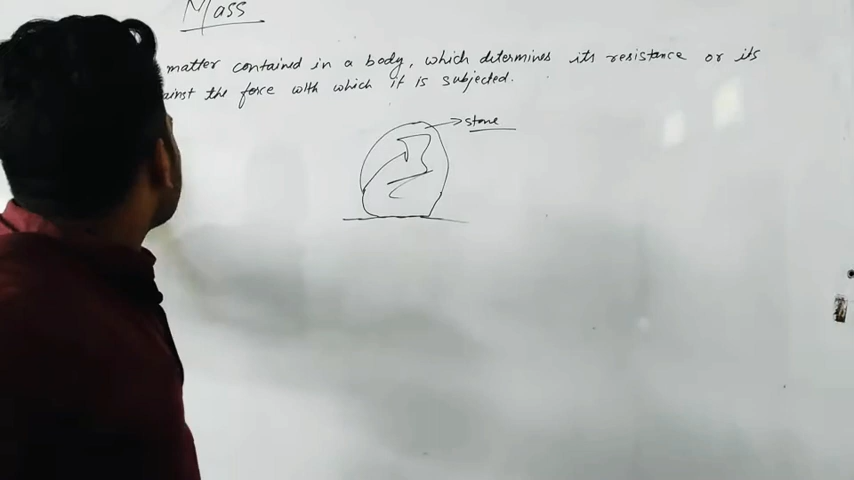 Mass
matter contained in a body, which determines its resistance or its
against the force with which it is subjected.
stone